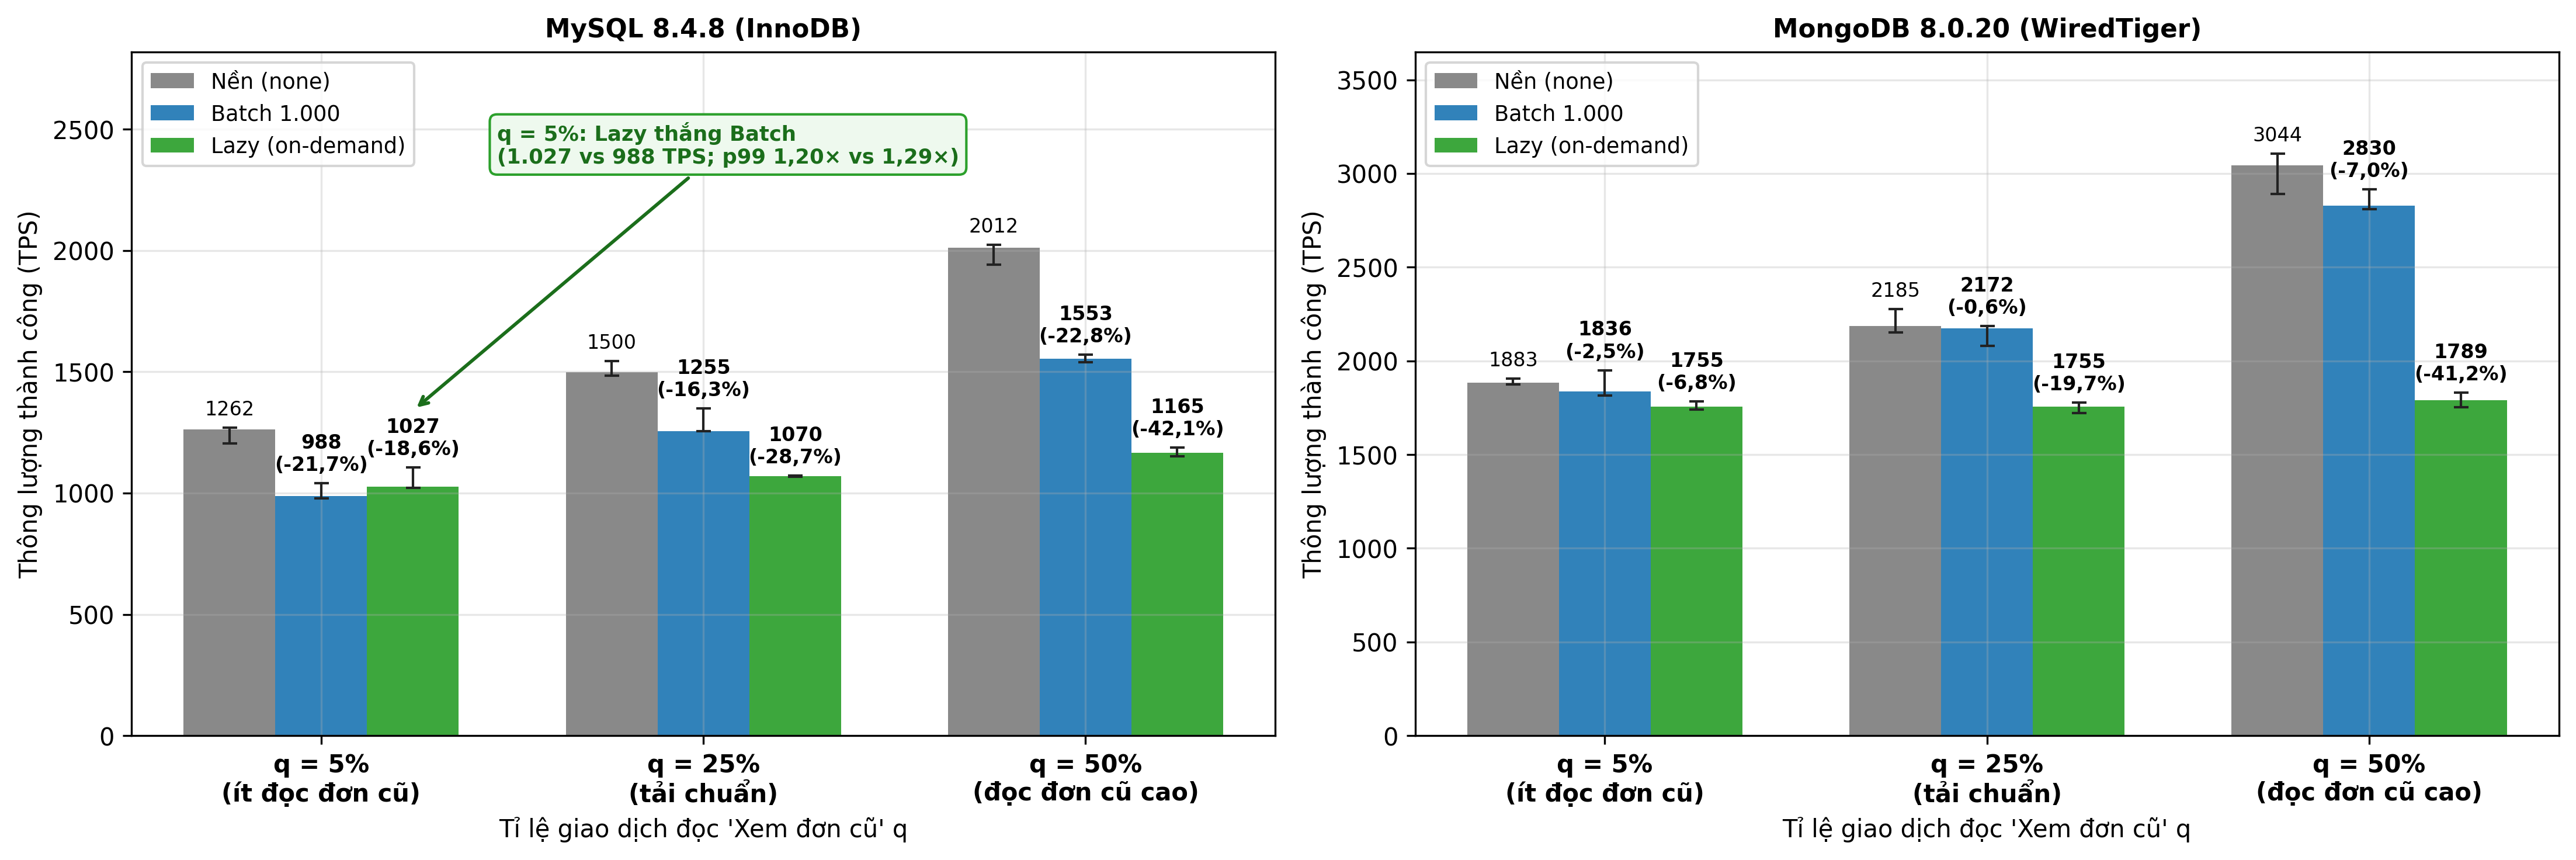 MySQL 8.4.8 (InnoDB)
Thông lượng thành công (TPS)
2500
2000
1500
1000
500
0
Nền (none)
Batch 1.000
Lazy (on-demand)
q = 5%: Lazy thắng Batch
(1.027 vs 988 TPS; p99 1,20× vs 1,29×)
1262
988
(-21,7%)
1027
(-18,6%)
1500
1255
(-16,3%)
1070
(-28,7%)
2012
1553
(-22,8%)
1165
(-42,1%)
q = 5%
(ít đọc đơn cũ)
q = 25%
(tải chuẩn)
q = 50%
(đọc đơn cũ cao)
Tỉ lệ giao dịch đọc 'Xem đơn cũ' q
MongoDB 8.0.20 (WiredTiger)
Thông lượng thành công (TPS)
3500
3000
2500
2000
1500
1000
500
0
Nền (none)
Batch 1.000
Lazy (on-demand)
1883
1836
(-2,5%)
1755
(-6,8%)
2185
2172
(-0,6%)
1755
(-19,7%)
3044
2830
(-7,0%)
1789
(-41,2%)
q = 5%
(ít đọc đơn cũ)
q = 25%
(tải chuẩn)
q = 50%
(đọc đơn cũ cao)
Tỉ lệ giao dịch đọc 'Xem đơn cũ' q